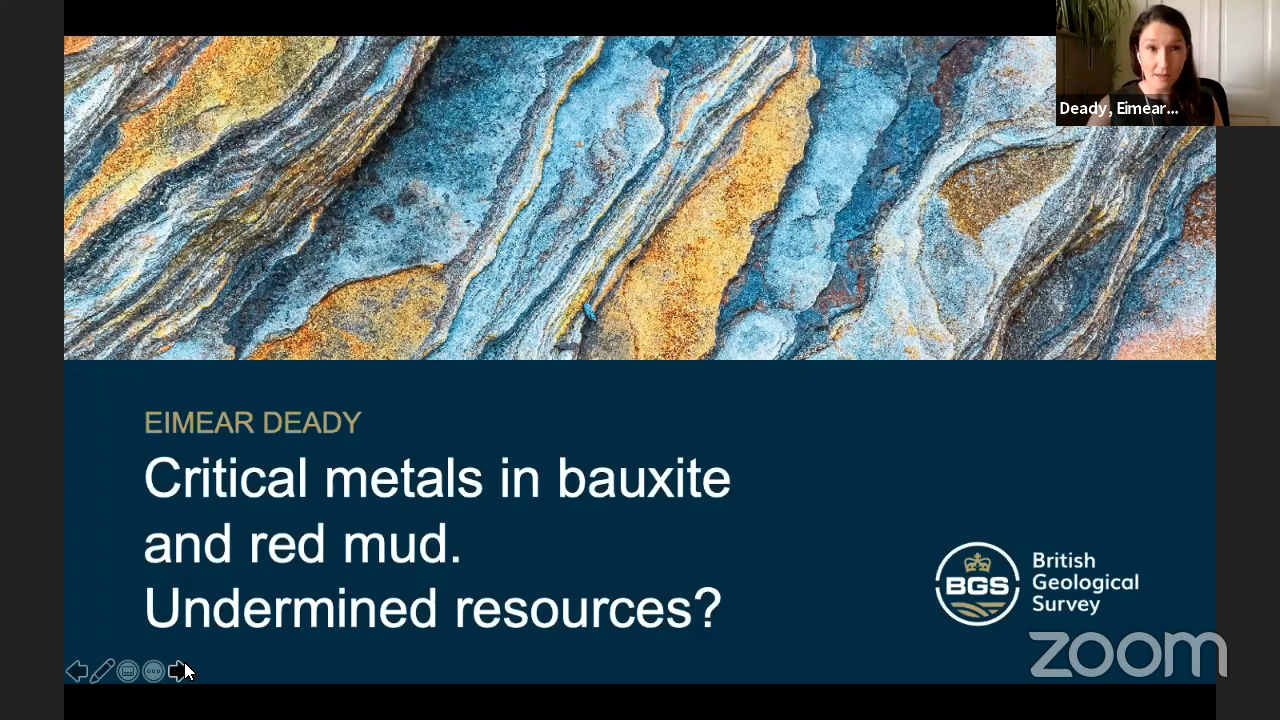 Deady, Eimear...
EIMEAR DEADY
Critical metals in bauxite
and red mud.
Undermined resources?
BGS
British
Geological
Survey
zoom